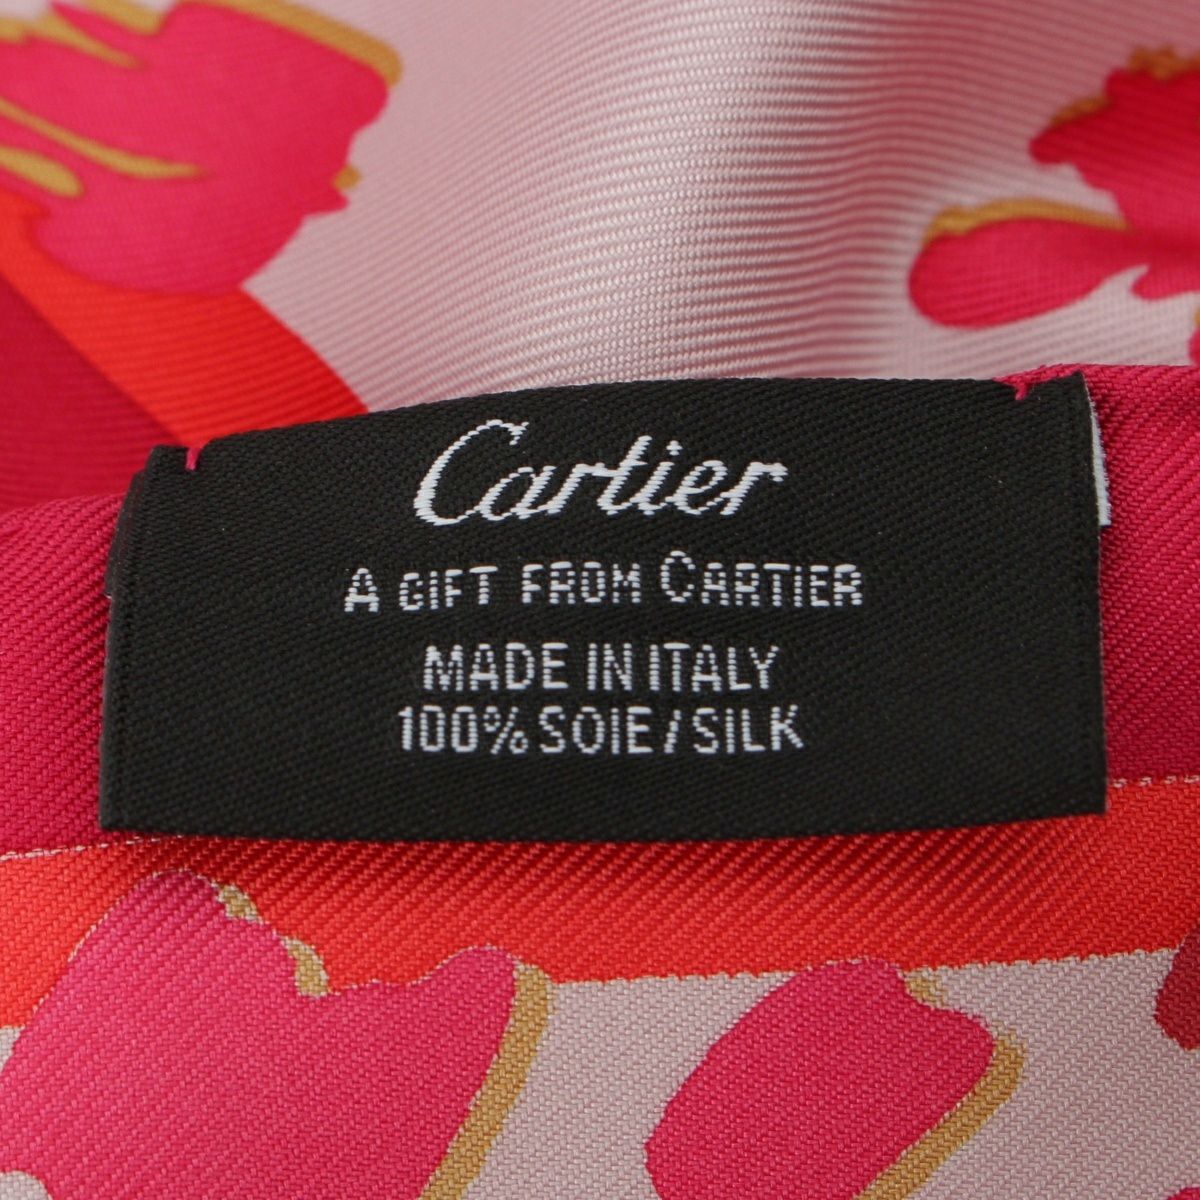 Cartier
A GIFT FROM CARTIER
MADE IN ITALY
100% SOIE/SILK